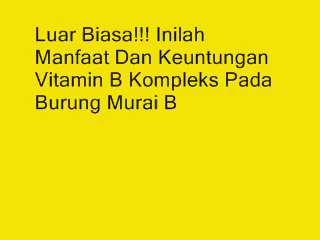 Luar Biasa!!! Inilah
Manfaat Dan Keuntungan
Vitamin B Kompleks Pada
Burung Murai B